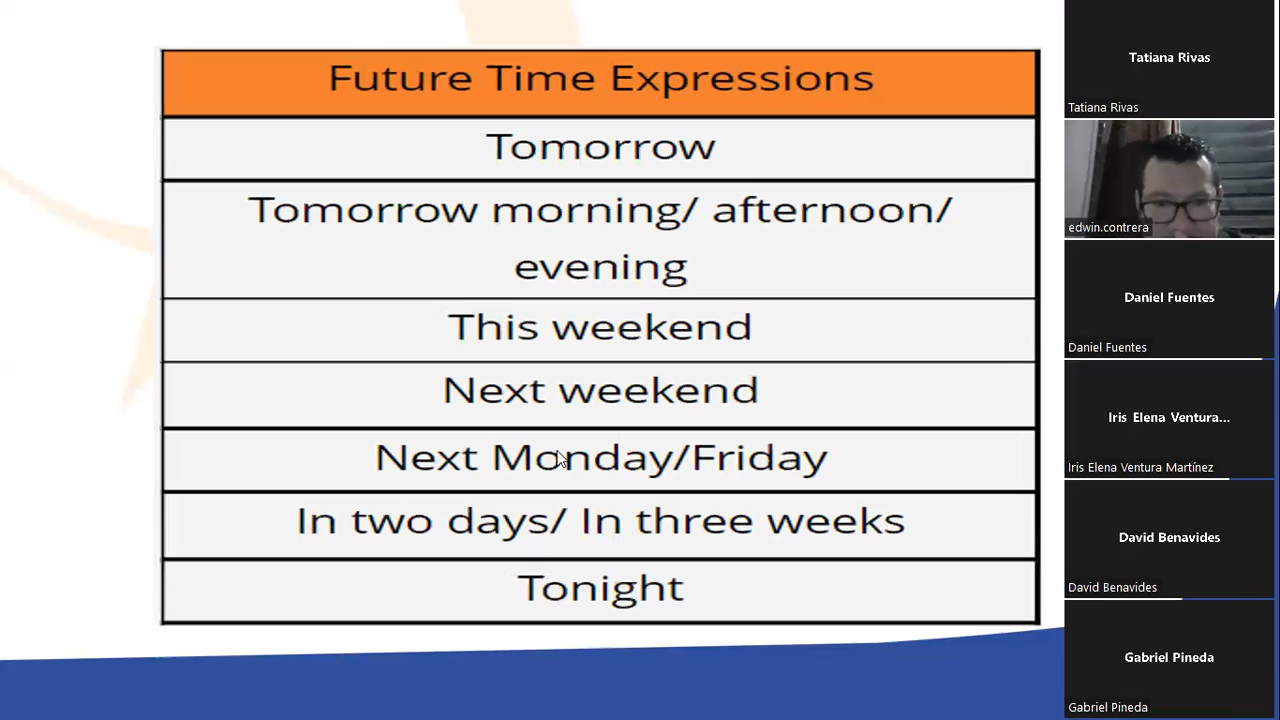 Future Time Expressions
Tomorrow
Tomorrow morning/ afternoon/
evening
This weekend
Next weekend
Next Monday/Friday
In two days/ In three weeks
Tonight
Tatiana Rivas
Tatiana Rivas
edwin.contrera
Daniel Fuentes
Daniel Fuentes
Iris Elena Ventura...
Iris Elena Ventura Martínez
David Benavides
David Benavides
Gabriel Pineda
Gabriel Pineda